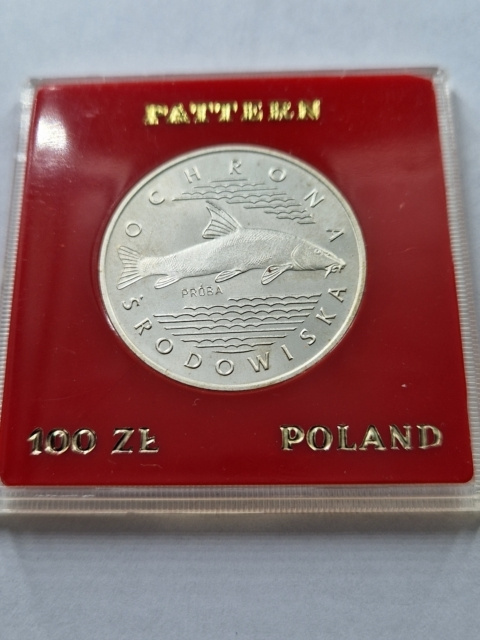 PATTERN
OCHRONA
ŚRODOWISKA
PRÓBA
100 ZŁ
POLAND